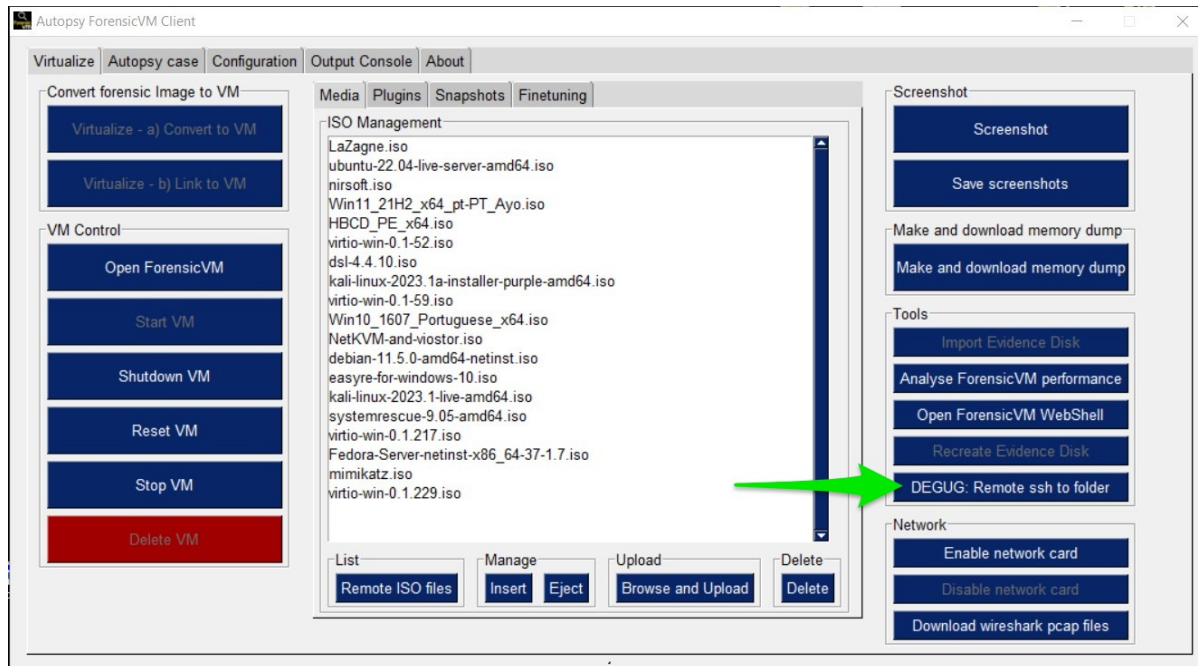 Autopsy ForensicVM Client
Virtualize Autopsy case Configuration Output Console About
Convert forensic Image to VM
Virtualize - a) Convert to VM
Virtualize - b) Link to VM
VM Control
Open ForensicVM
Start VM
Shutdown VM
Reset VM
Stop VM
Delete VM
Media Plugins Snapshots Finetuning
ISO Management
LaZagne.iso
ubuntu-22.04-live-server-amd64.iso
nirsoft.iso
Win11_21H2_x64_pt-PT_Ayo.iso
HBCD_PE_x64.iso
virtio-win-0.1-52.iso
dsl-4.4.10.iso
kali-linux-2023.1a-installer-purple-amd64.iso
virtio-win-0.1-59.iso
Win10_1607_Portuguese_x64.iso
NetKVM-and-viostor.iso
debian-11.5.0-amd64-netinst.iso
easyre-for-windows-10.iso
kali-linux-2023.1-live-amd64.iso
systemrescue-9.05-amd64.iso
virtio-win-0.1.217.iso
Fedora-Server-netinst-x86_64-37-1.7.iso
mimikatz.iso
virtio-win-0.1.229.iso
List Manage Upload Delete
Remote ISO files Insert Eject Browse and Upload Delete
Screenshot
Screenshot
Save screenshots
Make and download memory dump
Make and download memory dump
Tools
Import Evidence Disk
Analyse ForensicVM performance
Open ForensicVM WebShell
Recreate Evidence Disk
DEGUG: Remote ssh to folder
Network
Enable network card
Disable network card
Download wireshark pcap files